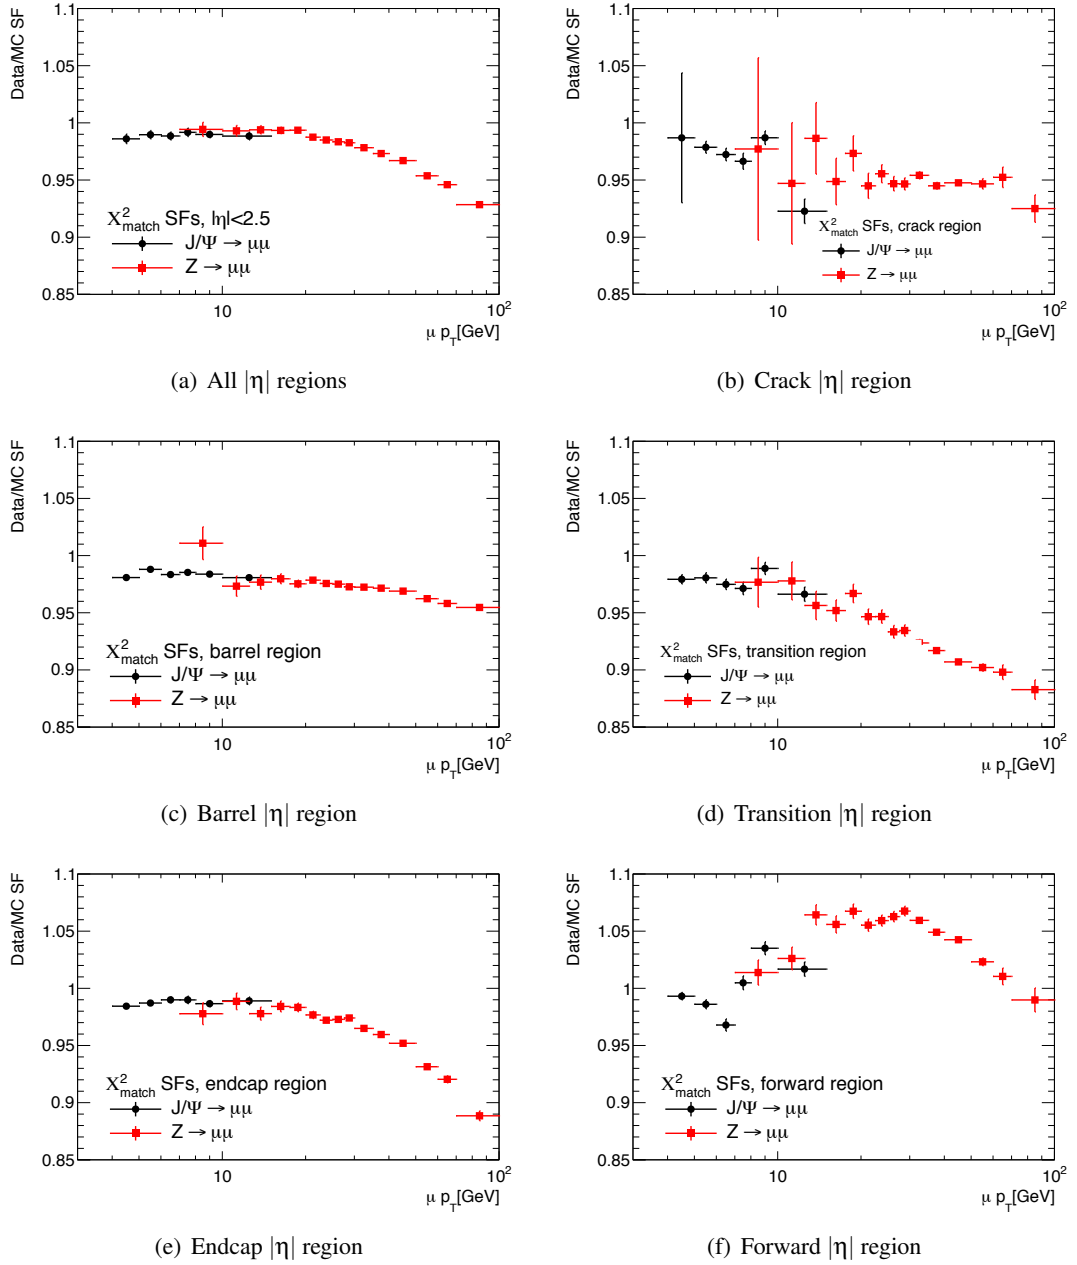 Data/MC SF
1.1
1.05
1
0.95
0.9
0.85
χ²match SFs, |η|<2.5
J/Ψ → μμ
Z → μμ
10
10²
μ pT[GeV]
(a) All |η| regions
Data/MC SF
1.1
1.05
1
0.95
0.9
0.85
χ²match SFs, crack region
J/Ψ → μμ
Z → μμ
10
10²
μ pT[GeV]
(b) Crack |η| region
Data/MC SF
1.1
1.05
1
0.95
0.9
0.85
χ²match SFs, barrel region
J/Ψ → μμ
Z → μμ
10
10²
μ pT[GeV]
(c) Barrel |η| region
Data/MC SF
1.1
1.05
1
0.95
0.9
0.85
χ²match SFs, transition region
J/Ψ → μμ
Z → μμ
10
10²
μ pT[GeV]
(d) Transition |η| region
Data/MC SF
1.1
1.05
1
0.95
0.9
0.85
χ²match SFs, endcap region
J/Ψ → μμ
Z → μμ
10
10²
μ pT[GeV]
(e) Endcap |η| region
Data/MC SF
1.1
1.05
1
0.95
0.9
0.85
χ²match SFs, forward region
J/Ψ → μμ
Z → μμ
10
10²
μ pT[GeV]
(f) Forward |η| region